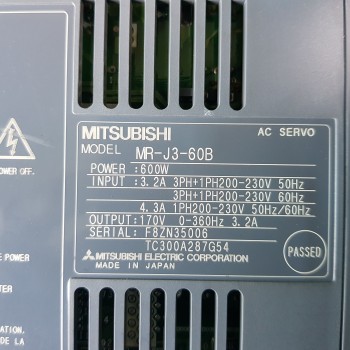 MITSUBISHI
AC SERVO
MODEL MR-J3-60B
POWER :600W
INPUT :3.2A 3PH+1PH200-230V 50Hz
3PH+1PH200-230V 60Hz
4.3A 1PH200-230V 50Hz/60Hz
OUTPUT:170V 0-360Hz 3.2A
SERIAL: F8ZN35006
TC300A287G54
MITSUBISHI ELECTRIC CORPORATION
MADE IN JAPAN
PASSED
POWER OFF.
POWER
DE LA